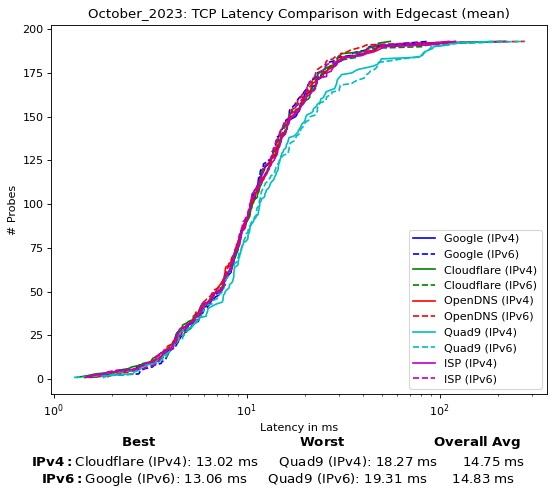 October_2023: TCP Latency Comparison with Edgecast (mean)
200
175
150
125
100
75
50
25
0
# Probes
Google (IPv4)
Google (IPv6)
Cloudflare (IPv4)
Cloudflare (IPv6)
OpenDNS (IPv4)
OpenDNS (IPv6)
Quad9 (IPv4)
Quad9 (IPv6)
ISP (IPv4)
ISP (IPv6)
10⁰ 10¹ 10²
Latency in ms
Best Worst Overall Avg
IPv4: Cloudflare (IPv4): 13.02 ms Quad9 (IPv4): 18.27 ms 14.75 ms
IPv6: Google (IPv6): 13.06 ms Quad9 (IPv6): 19.31 ms 14.83 ms